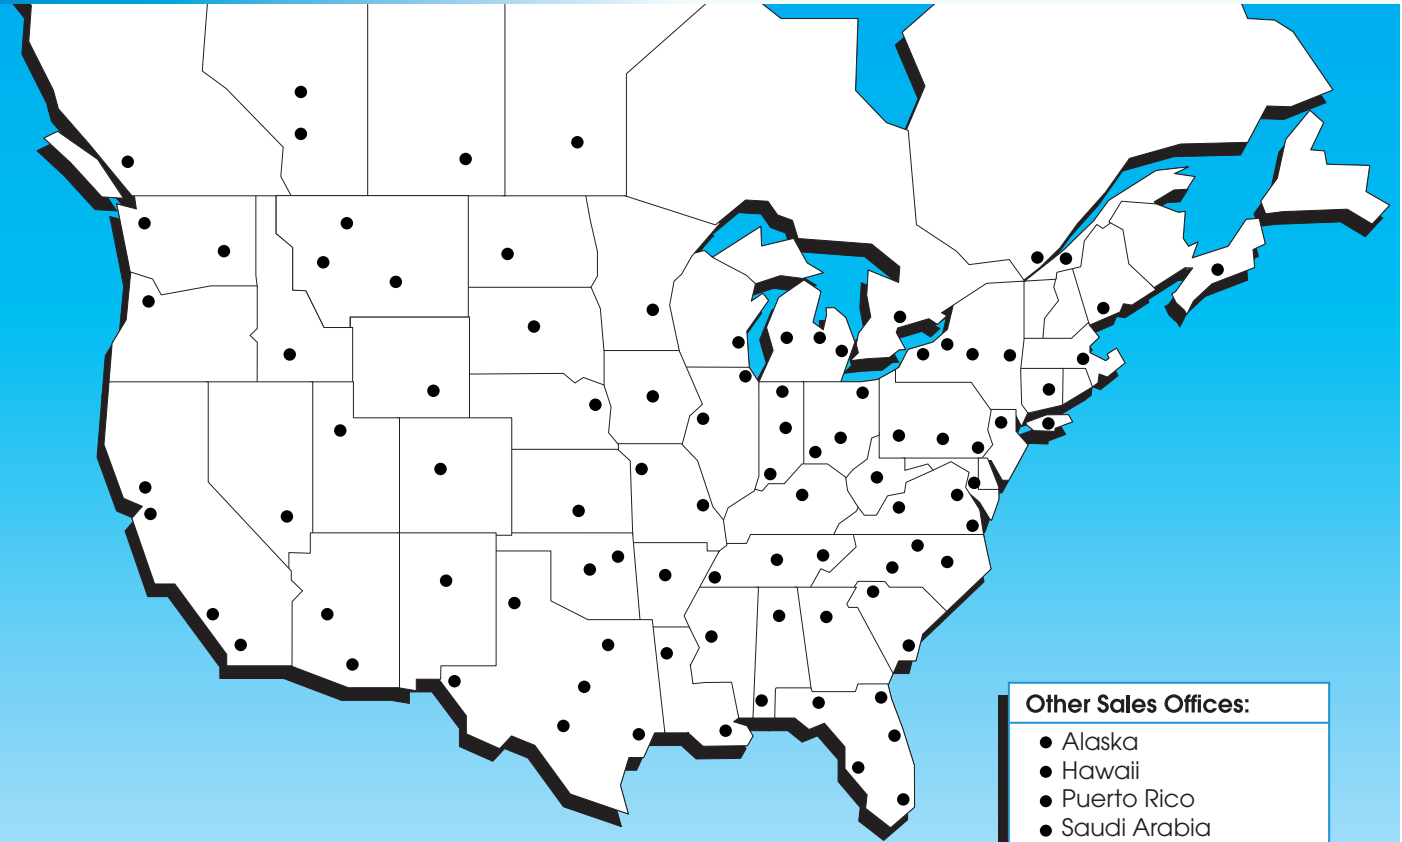 Other Sales Offices:
● Alaska
● Hawaii
● Puerto Rico
● Saudi Arabia